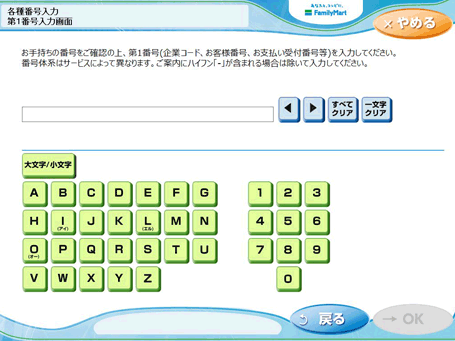 各種番号入力
第1番号入力画面
あなたと、コンビに、
FamilyMart
×やめる
お手持ちの番号をご確認の上、第1番号(企業コード、お客様番号、お支払い受付番号等)を入力してください。
番号体系はサービスによって異なります。ご案内にハイフン「-」が含まれる場合は除いて入力してください。
すべて
クリア
一文字
クリア
大文字/小文字
A B C D E F G 1 2 3
H I J K L M N 4 5 6
(アイ) (エル)
O P Q R S T U 7 8 9
(オー)
V W X Y Z 0
戻る
→ OK